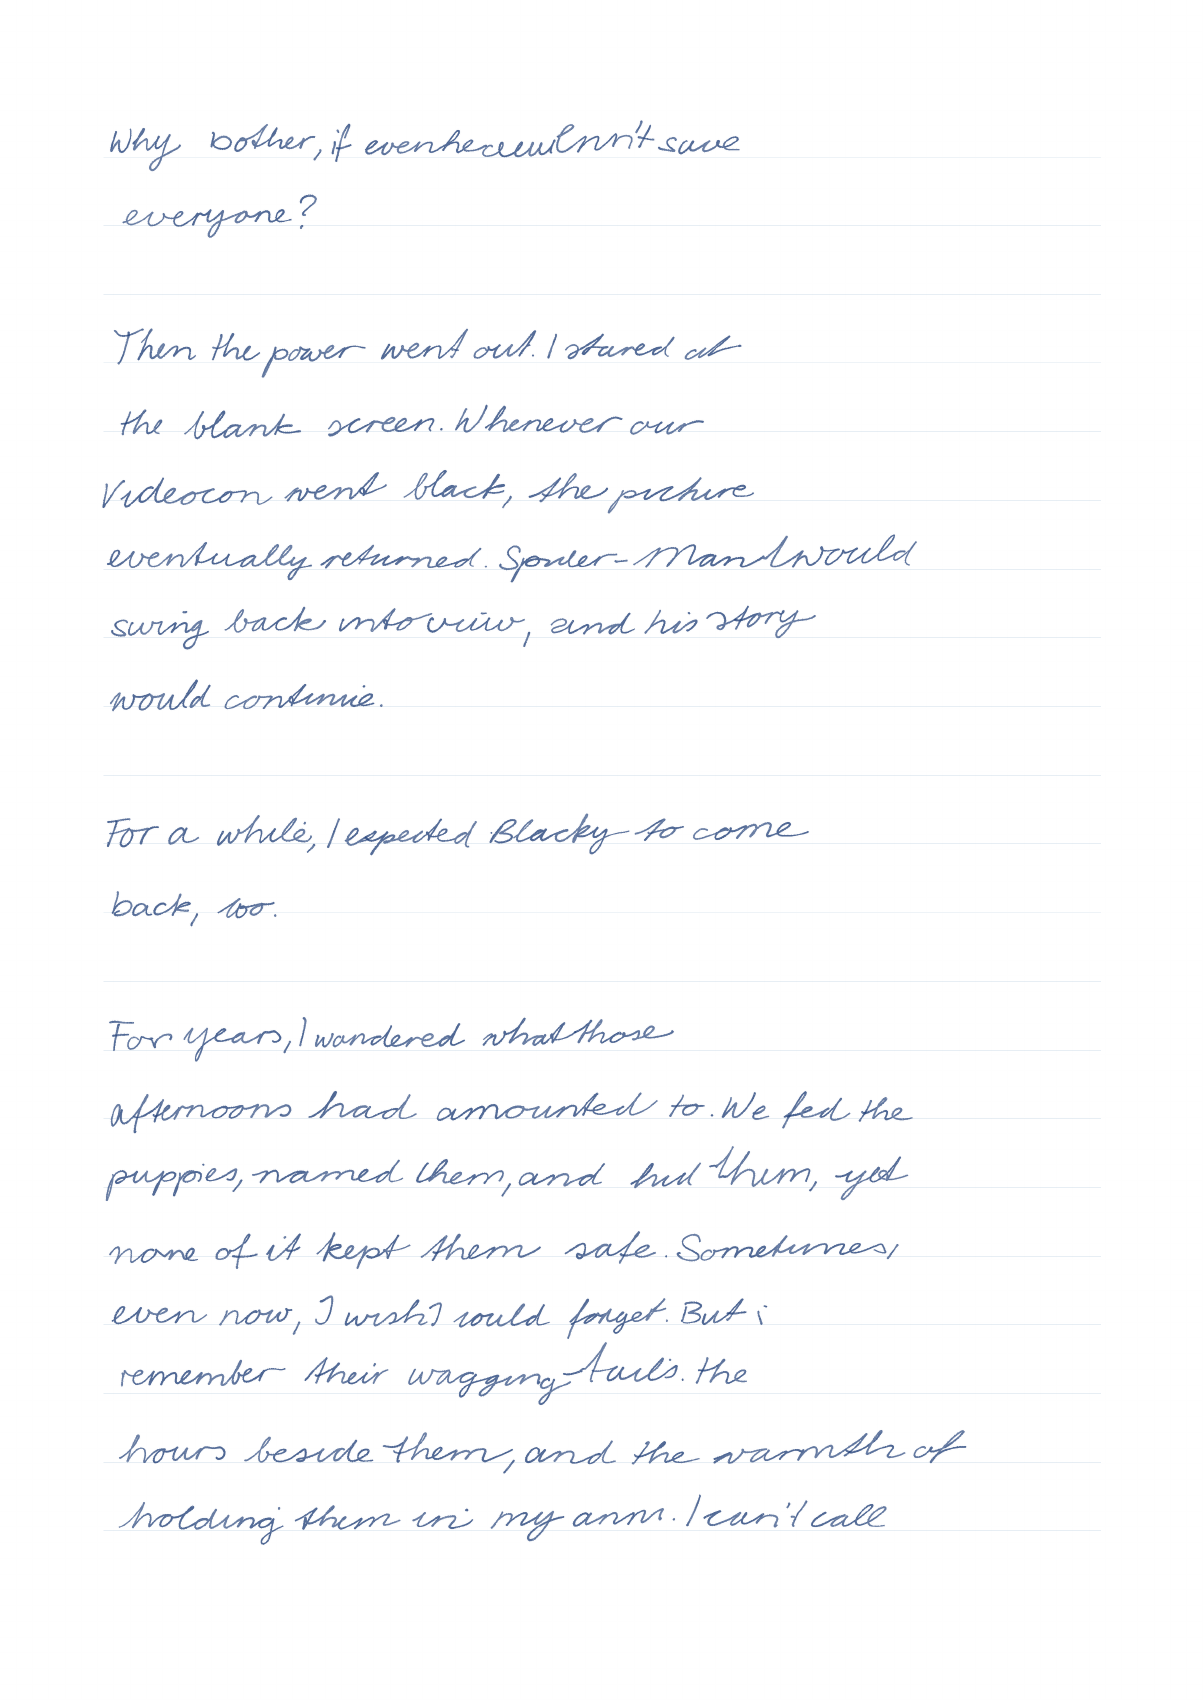 Why bother, if even he couldn't save
everyone?
Then the power went out. I stared at
the blank screen. Whenever our
Videocon went black, the picture
eventually returned. Spider-Man would
swing back into view, and his story
would continue.
For a while, I expected Blacky to come
back, too.
For years, I wondered what those
afternoons had amounted to. We fed the
puppies, named them, and hid them, yet
none of it kept them safe. Sometimes,
even now, I wish I could forget. But i
remember their wagging tails. the
hours beside them, and the warmth of
holding them in my arm. I can't call